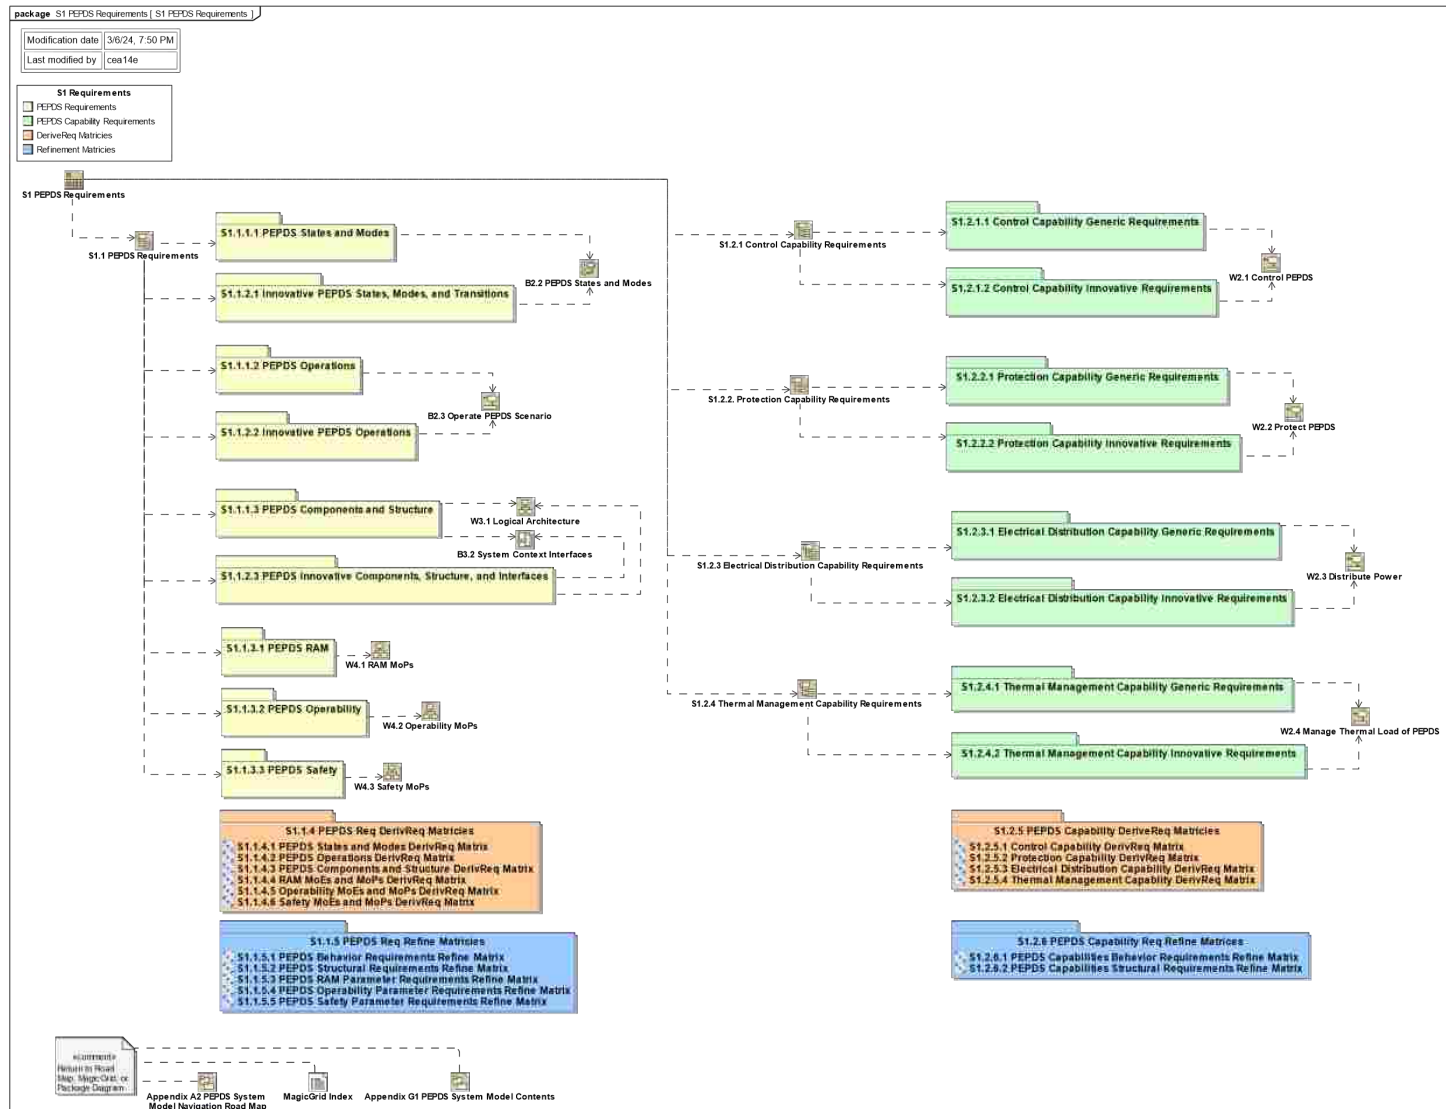 package S1 PEPDS Requirements [ S1 PEPDS Requirements ]
Modification date 3/6/24, 7:50 PM
Last modified by cea14e
S1 Requirements
PEPDS Requirements
PEPDS Capability Requirements
DeriveReq Matricies
Refinement Matricies
S1 PEPDS Requirements
S1.1 PEPDS Requirements
S1.1.1.1 PEPDS States and Modes
B2.2 PEPDS States and Modes
S1.1.2.1 Innovative PEPDS States, Modes, and Transitions
S1.1.1.2 PEPDS Operations
B2.3 Operate PEPDS Scenario
S1.1.2.2 Innovative PEPDS Operations
S1.1.1.3 PEPDS Components and Structure
W3.1 Logical Architecture
B3.2 System Context Interfaces
S1.1.2.3 PEPDS Innovative Components, Structure, and Interfaces
S1.1.3.1 PEPDS RAM
W4.1 RAM MoPs
S1.1.3.2 PEPDS Operability
W4.2 Operability MoPs
S1.1.3.3 PEPDS Safety
W4.3 Safety MoPs
S1.1.4 PEPDS Req DerivReq Matricies
S1.1.4.1 PEPDS States and Modes DerivReq Matrix
S1.1.4.2 PEPDS Operations DerivReq Matrix
S1.1.4.3 PEPDS Components and Structure DerivReq Matrix
S1.1.4.4 RAM MoEs and MoPs DerivReq Matrix
S1.1.4.5 Operability MoEs and MoPs DerivReq Matrix
S1.1.4.6 Safety MoEs and MoPs DerivReq Matrix
S1.1.5 PEPDS Req Refine Matricies
S1.1.5.1 PEPDS Behavior Requirements Refine Matrix
S1.1.5.2 PEPDS Structural Requirements Refine Matrix
S1.1.5.3 PEPDS RAM Parameter Requirements Refine Matrix
S1.1.5.4 PEPDS Operability Parameter Requirements Refine Matrix
S1.1.5.5 PEPDS Safety Parameter Requirements Refine Matrix
S1.2.1 Control Capability Requirements
S1.2.1.1 Control Capability Generic Requirements
S1.2.1.2 Control Capability Innovative Requirements
W2.1 Control PEPDS
S1.2.2. Protection Capability Requirements
S1.2.2.1 Protection Capability Generic Requirements
S1.2.2.2 Protection Capability Innovative Requirements
W2.2 Protect PEPDS
S1.2.3 Electrical Distribution Capability Requirements
S1.2.3.1 Electrical Distribution Capability Generic Requirements
S1.2.3.2 Electrical Distribution Capability Innovative Requirements
W2.3 Distribute Power
S1.2.4 Thermal Management Capability Requirements
S1.2.4.1 Thermal Management Capability Generic Requirements
S1.2.4.2 Thermal Management Capability Innovative Requirements
W2.4 Manage Thermal Load of PEPDS
S1.2.5 PEPDS Capability DeriveReq Matricies
S1.2.5.1 Control Capability DerivReq Matrix
S1.2.5.2 Protection Capability DerivReq Matrix
S1.2.5.3 Electrical Distribution Capability DerivReq Matrix
S1.2.5.4 Thermal Management Capability DerivReq Matrix
S1.2.6 PEPDS Capability Req Refine Matrices
S1.2.6.1 PEPDS Capabilities Behavior Requirements Refine Matrix
S1.2.6.2 PEPDS Capabilities Structural Requirements Refine Matrix
«comment»
Return to Road
Map, MagicGrid, or
Package Diagram
Appendix A2 PEPDS System
Model Navigation Road Map
MagicGrid Index
Appendix G1 PEPDS System Model Contents